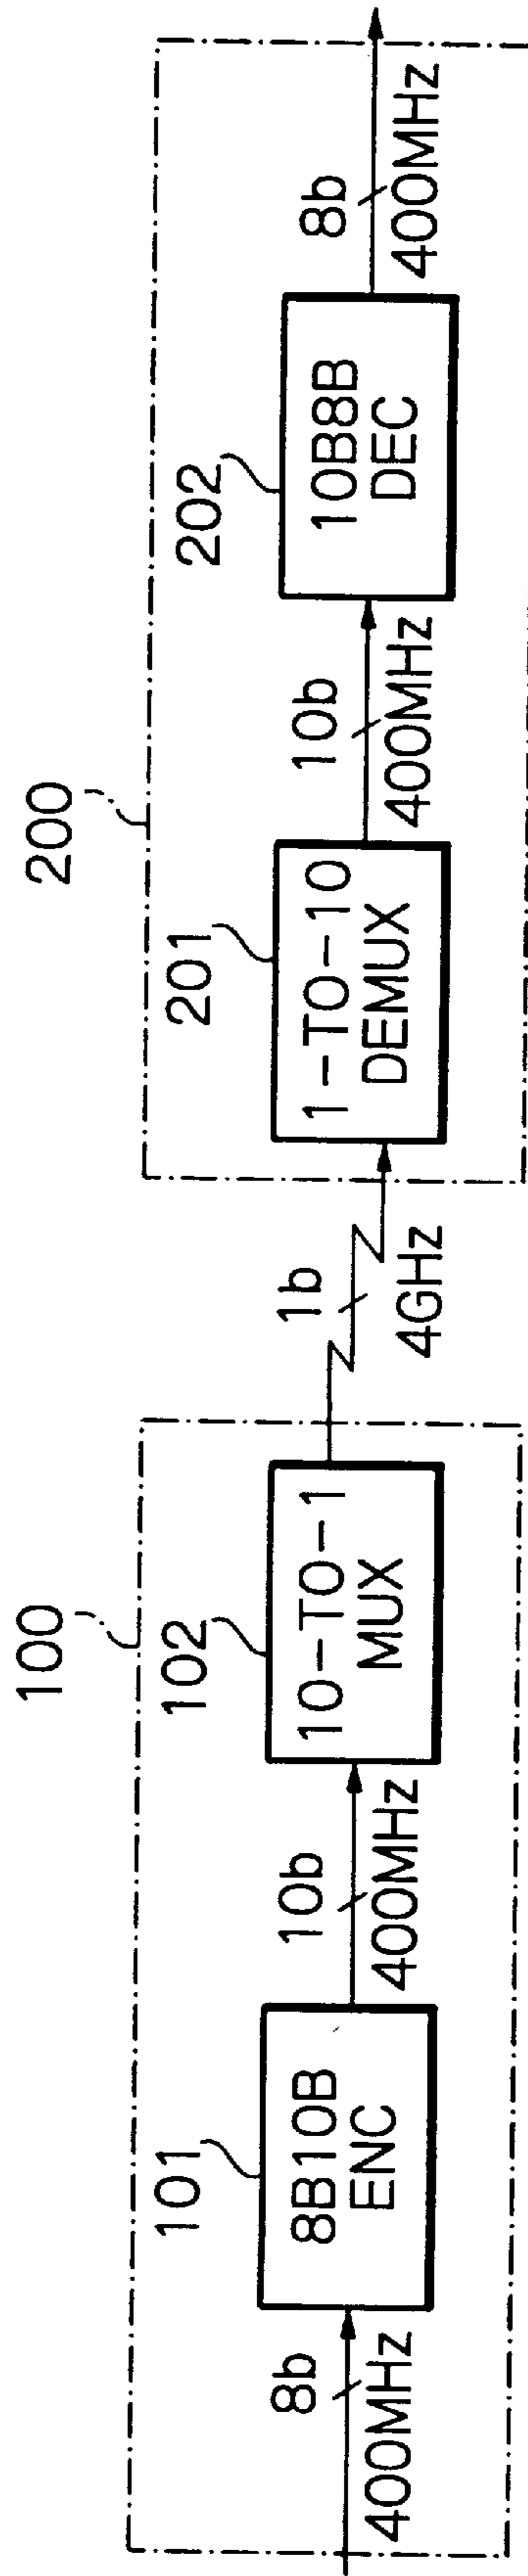 100
101
102
8b
400MHz
8B10B
ENC
10b
400MHz
10-TO-1
MUX
1b
4GHz
200
201
202
1-TO-10
DEMUX
10b
400MHz
10B8B
DEC
8b
400MHz